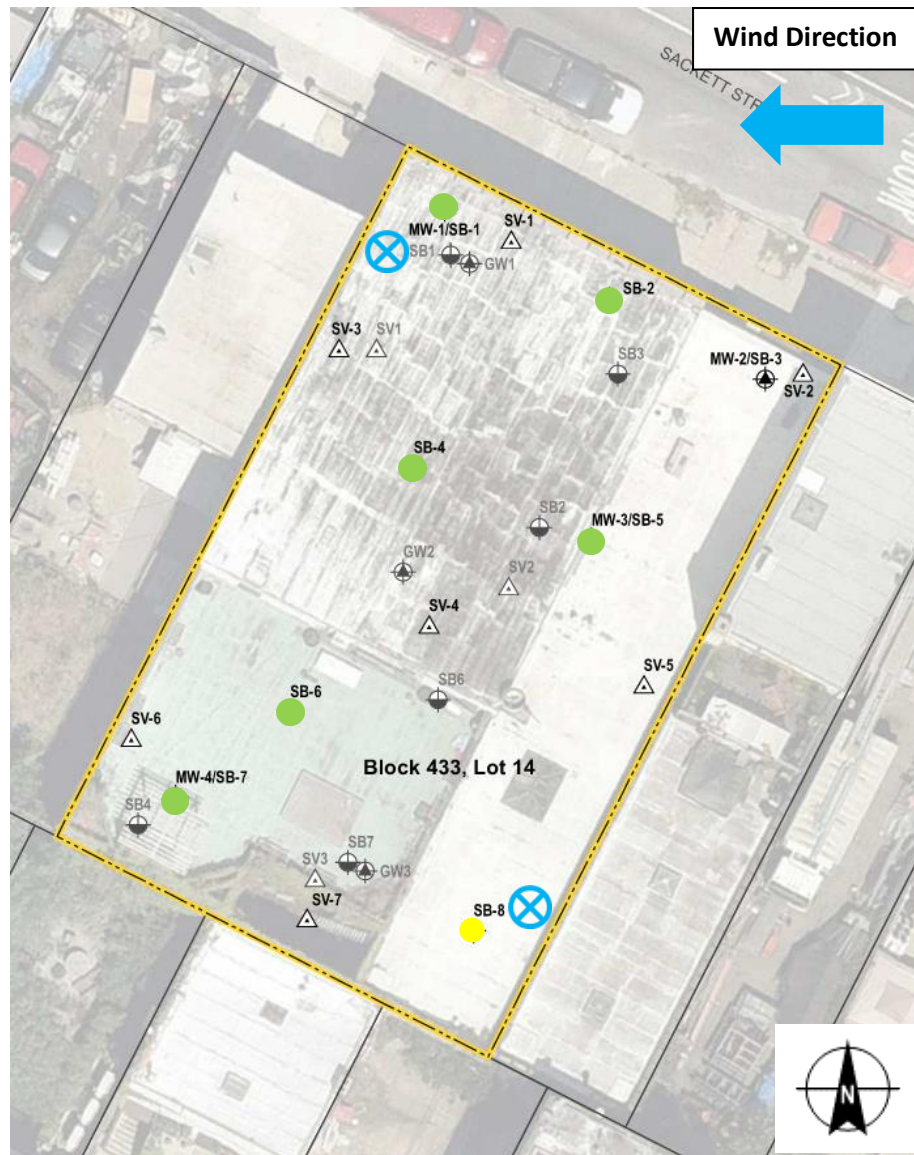 Wind Direction
SACKETT STR
MW-1/SB-1
SV-1
SB1
GW1
SB-2
SV-3
SV1
SB3
MW-2/SB-3
SV-2
SB-4
SB2
MW-3/SB-5
GW2
SV2
SV-4
SV-5
SB6
SB-6
SV-6
Block 433, Lot 14
MW-4/SB-7
SB4
SB7
SV3
GW3
SV-7
SB-8
N